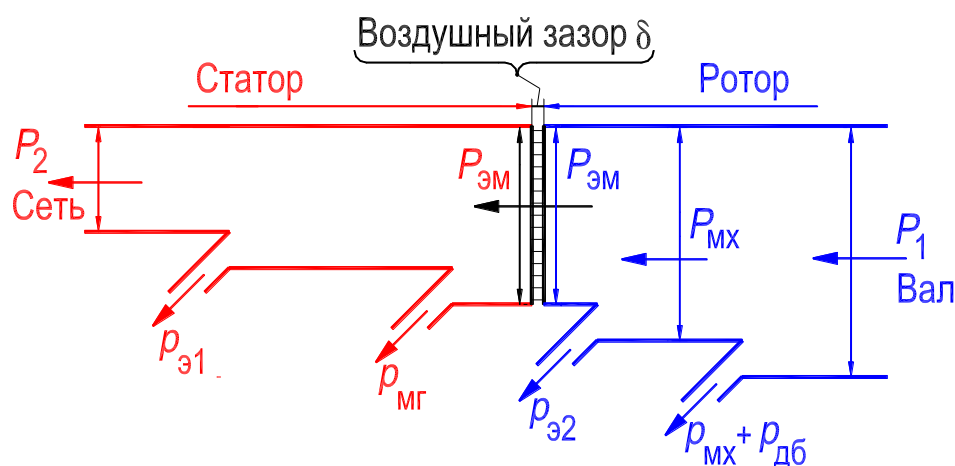 Воздушный зазор δ
Статор
Ротор
P₂
Сеть
Pэм
Pэм
Pмх
P₁
Вал
pэ1
pмг
pэ2
pмх + pдб